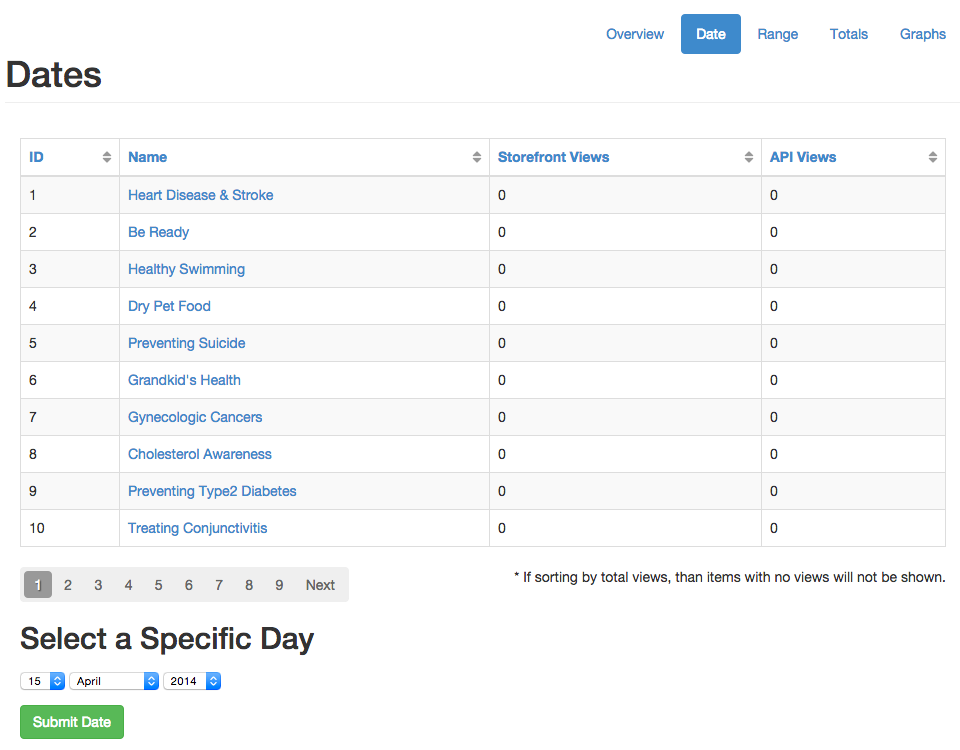 Overview Date Range Totals Graphs
Dates
ID Name Storefront Views API Views
1 Heart Disease & Stroke 0 0
2 Be Ready 0 0
3 Healthy Swimming 0 0
4 Dry Pet Food 0 0
5 Preventing Suicide 0 0
6 Grandkid's Health 0 0
7 Gynecologic Cancers 0 0
8 Cholesterol Awareness 0 0
9 Preventing Type2 Diabetes 0 0
10 Treating Conjunctivitis 0 0
1 2 3 4 5 6 7 8 9 Next
* If sorting by total views, than items with no views will not be shown.
Select a Specific Day
15 April 2014
Submit Date